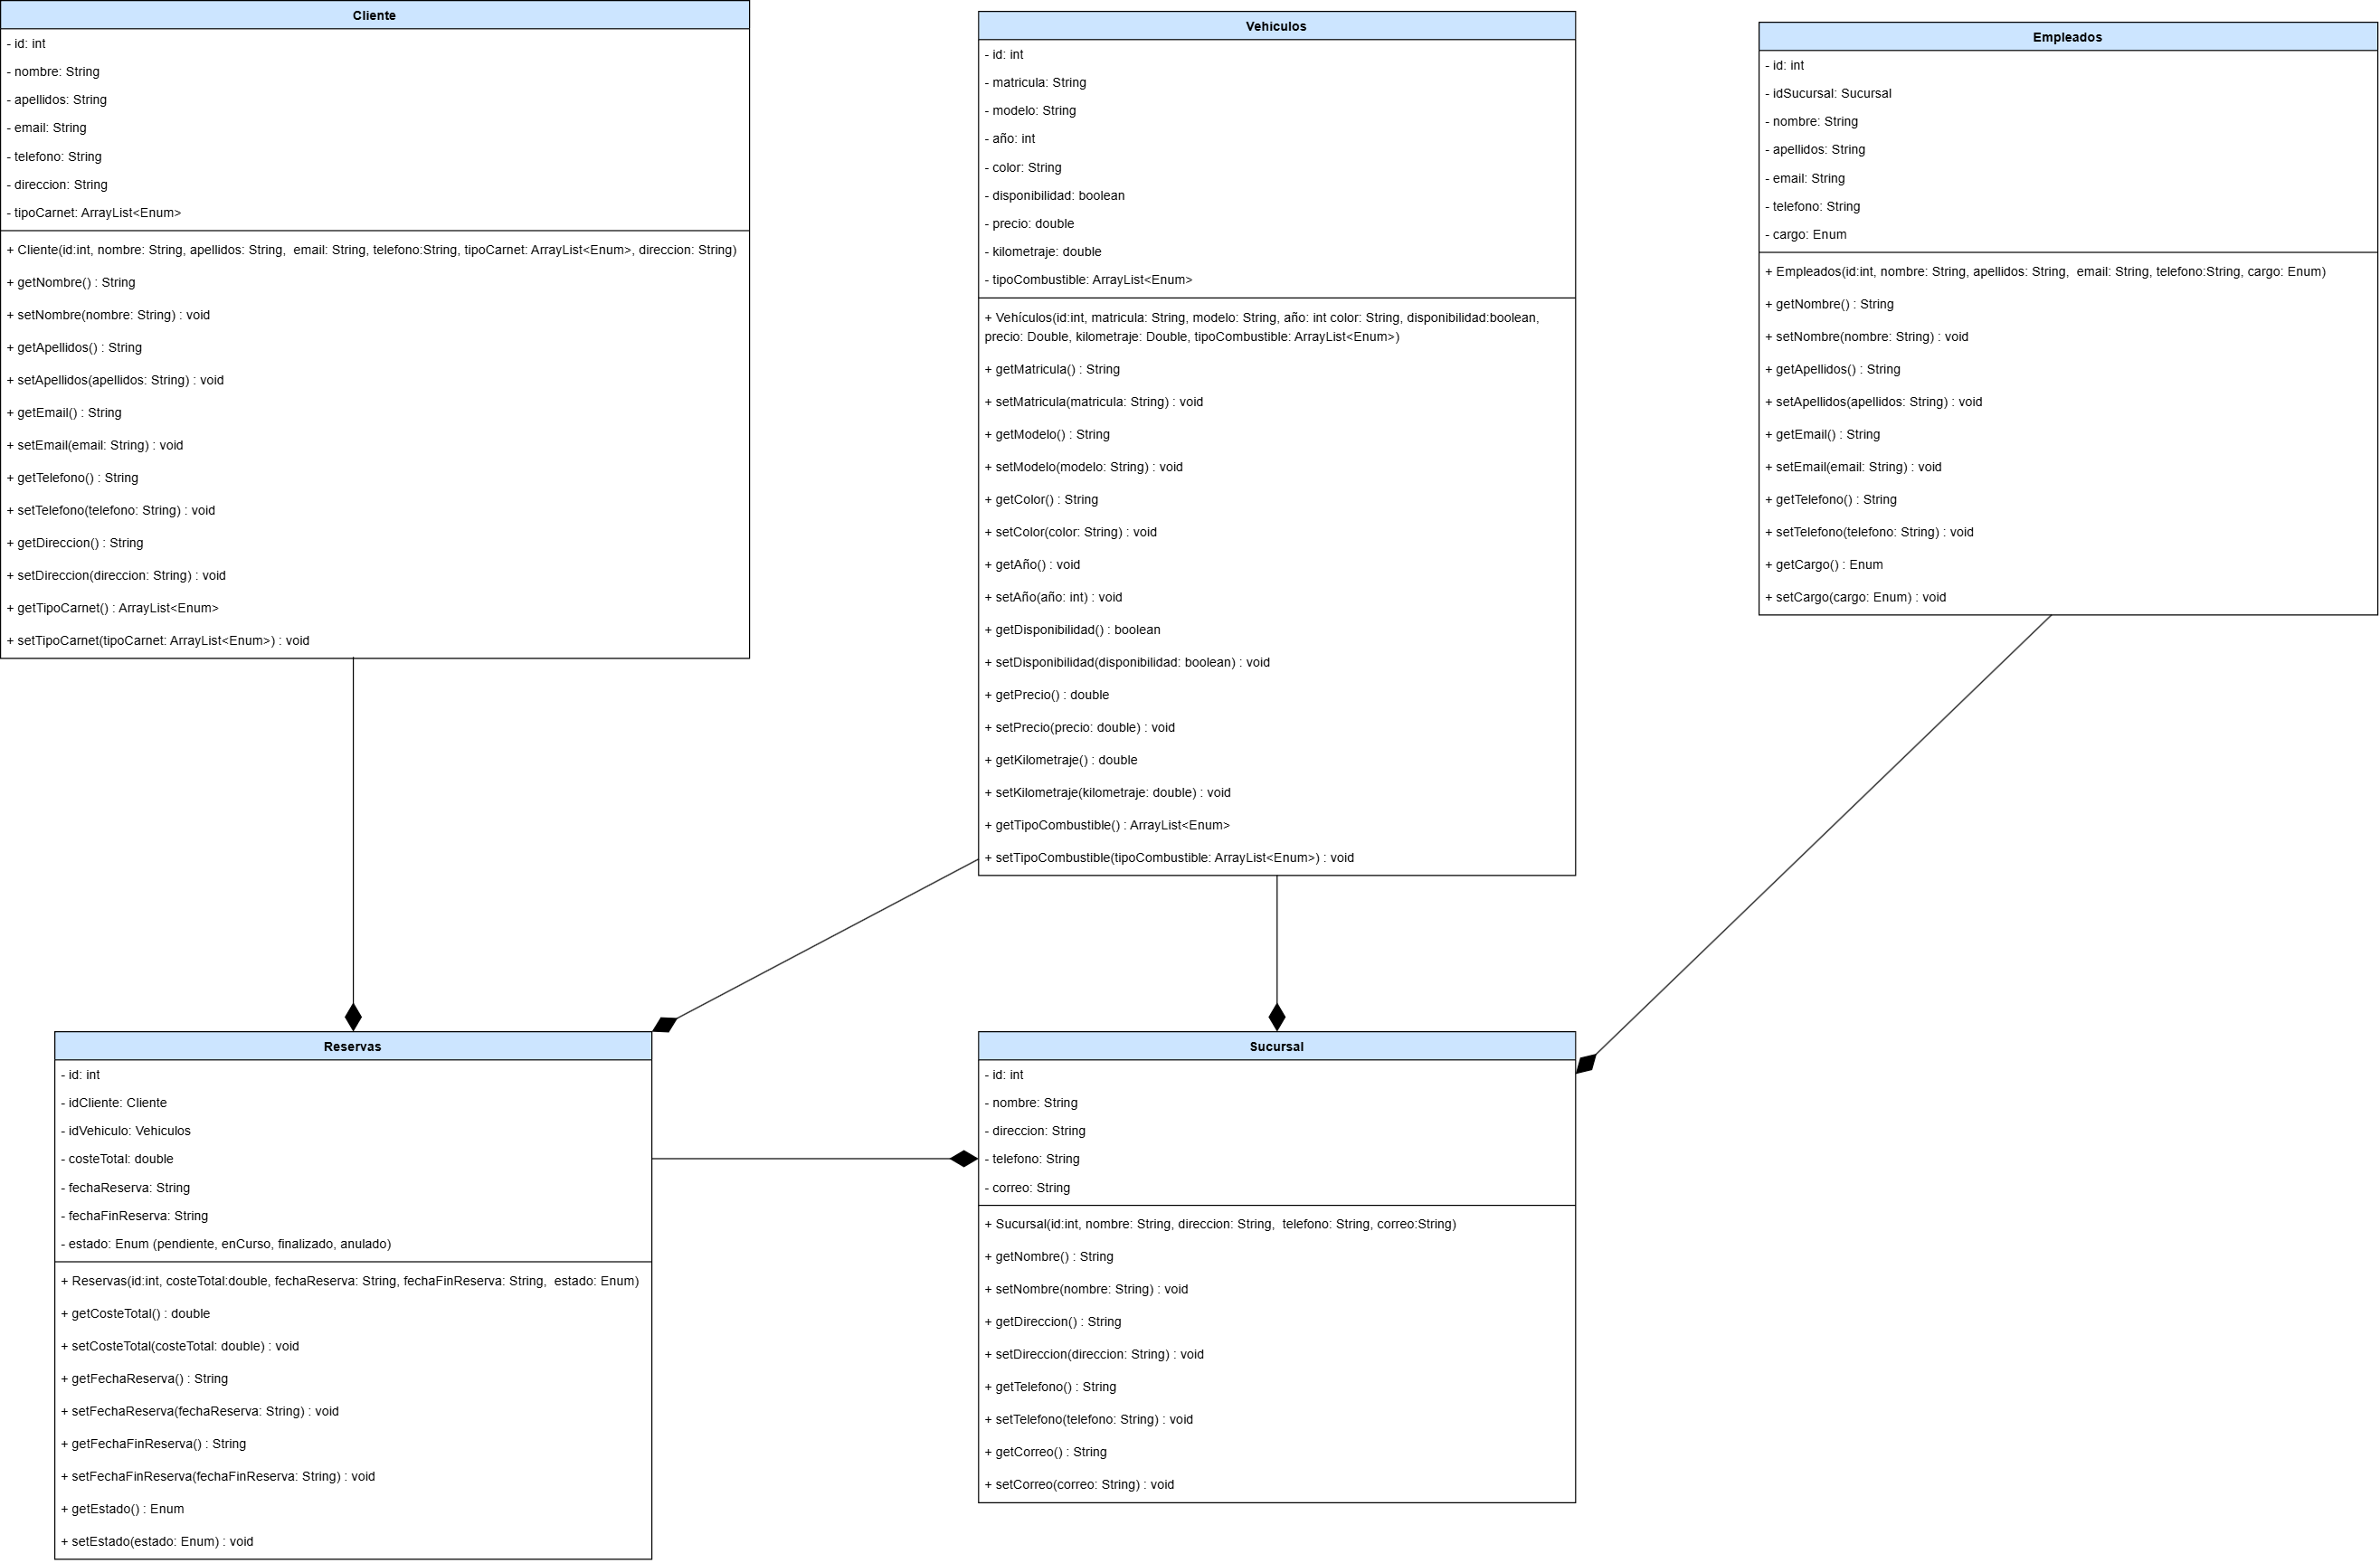 Cliente
- id: int
- nombre: String
- apellidos: String
- email: String
- telefono: String
- direccion: String
- tipoCarnet: ArrayList<Enum>
+ Cliente(id:int, nombre: String, apellidos: String,  email: String, telefono:String, tipoCarnet: ArrayList<Enum>, direccion: String)
+ getNombre() : String
+ setNombre(nombre: String) : void
+ getApellidos() : String
+ setApellidos(apellidos: String) : void
+ getEmail() : String
+ setEmail(email: String) : void
+ getTelefono() : String
+ setTelefono(telefono: String) : void
+ getDireccion() : String
+ setDireccion(direccion: String) : void
+ getTipoCarnet() : ArrayList<Enum>
+ setTipoCarnet(tipoCarnet: ArrayList<Enum>) : void
Vehiculos
- id: int
- matricula: String
- modelo: String
- año: int
- color: String
- disponibilidad: boolean
- precio: double
- kilometraje: double
- tipoCombustible: ArrayList<Enum>
+ Vehículos(id:int, matricula: String, modelo: String, año: int color: String, disponibilidad:boolean,
precio: Double, kilometraje: Double, tipoCombustible: ArrayList<Enum>)
+ getMatricula() : String
+ setMatricula(matricula: String) : void
+ getModelo() : String
+ setModelo(modelo: String) : void
+ getColor() : String
+ setColor(color: String) : void
+ getAño() : void
+ setAño(año: int) : void
+ getDisponibilidad() : boolean
+ setDisponibilidad(disponibilidad: boolean) : void
+ getPrecio() : double
+ setPrecio(precio: double) : void
+ getKilometraje() : double
+ setKilometraje(kilometraje: double) : void
+ getTipoCombustible() : ArrayList<Enum>
+ setTipoCombustible(tipoCombustible: ArrayList<Enum>) : void
Empleados
- id: int
- idSucursal: Sucursal
- nombre: String
- apellidos: String
- email: String
- telefono: String
- cargo: Enum
+ Empleados(id:int, nombre: String, apellidos: String,  email: String, telefono:String, cargo: Enum)
+ getNombre() : String
+ setNombre(nombre: String) : void
+ getApellidos() : String
+ setApellidos(apellidos: String) : void
+ getEmail() : String
+ setEmail(email: String) : void
+ getTelefono() : String
+ setTelefono(telefono: String) : void
+ getCargo() : Enum
+ setCargo(cargo: Enum) : void
Reservas
- id: int
- idCliente: Cliente
- idVehiculo: Vehiculos
- costeTotal: double
- fechaReserva: String
- fechaFinReserva: String
- estado: Enum (pendiente, enCurso, finalizado, anulado)
+ Reservas(id:int, costeTotal:double, fechaReserva: String, fechaFinReserva: String,  estado: Enum)
+ getCosteTotal() : double
+ setCosteTotal(costeTotal: double) : void
+ getFechaReserva() : String
+ setFechaReserva(fechaReserva: String) : void
+ getFechaFinReserva() : String
+ setFechaFinReserva(fechaFinReserva: String) : void
+ getEstado() : Enum
+ setEstado(estado: Enum) : void
Sucursal
- id: int
- nombre: String
- direccion: String
- telefono: String
- correo: String
+ Sucursal(id:int, nombre: String, direccion: String,  telefono: String, correo:String)
+ getNombre() : String
+ setNombre(nombre: String) : void
+ getDireccion() : String
+ setDireccion(direccion: String) : void
+ getTelefono() : String
+ setTelefono(telefono: String) : void
+ getCorreo() : String
+ setCorreo(correo: String) : void